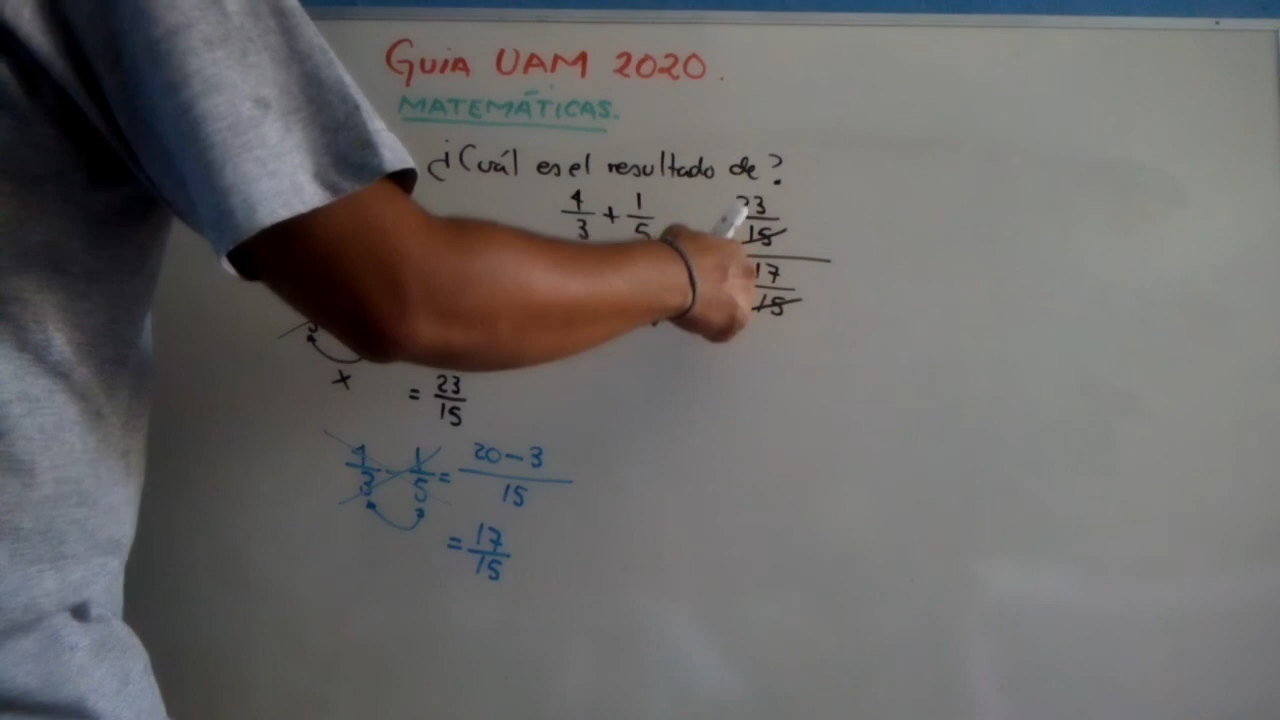 Guia UAM 2020.
MATEMÁTICAS.
¿Cuál es el resultado de?
4/3 + 1/5
23/15
17/15
x
= 23/15
4/3 - 1/5 = 20-3/15
= 17/15